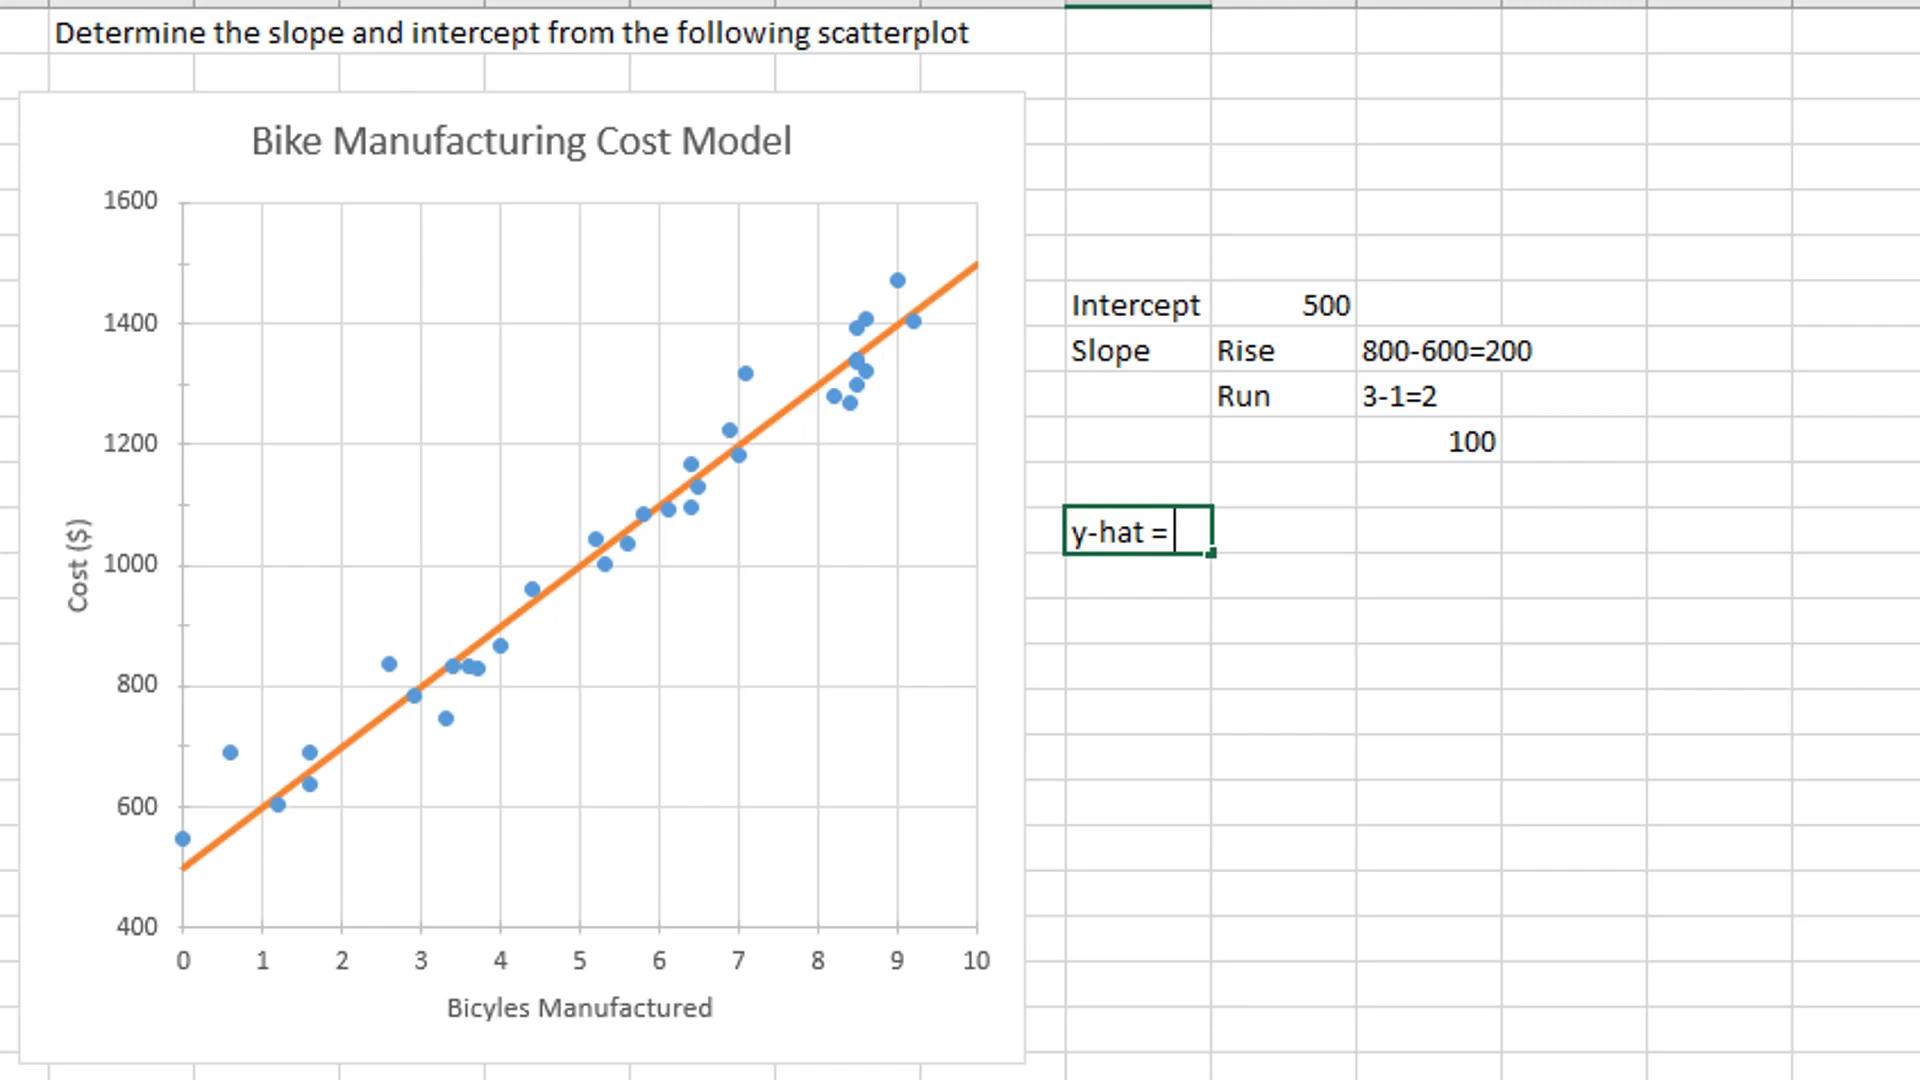 Determine the slope and intercept from the following scatterplot
Bike Manufacturing Cost Model
1600
1400
1200
1000
800
600
400
Cost ($)
0 1 2 3 4 5 6 7 8 9 10
Bicyles Manufactured
Intercept 500
Slope Rise 800-600=200
Run 3-1=2
100
y-hat =